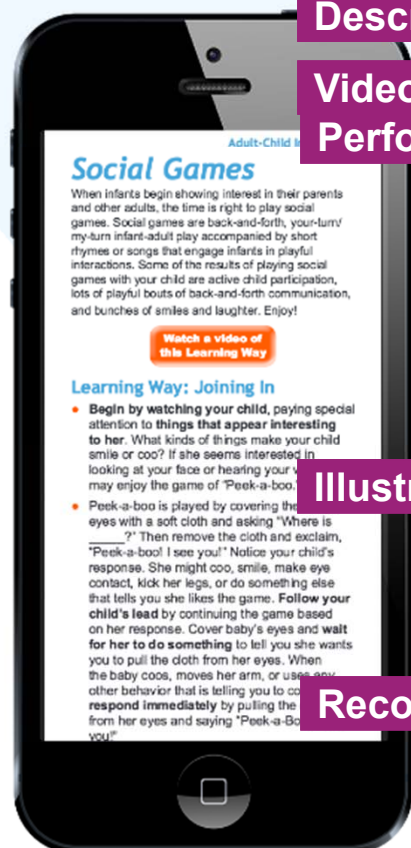 Descri
Video
Perfo
Adult-Child In
Social Games
When infants begin showing interest in their parents
and other adults, the time is right to play social
games. Social games are back-and-forth, your-turn/
my-turn infant-adult play accompanied by short
rhymes or songs that engage infants in playful
interactions. Some of the results of playing social
games with your child are active child participation,
lots of playful bouts of back-and-forth communication,
and bunches of smiles and laughter. Enjoy!
Watch a video of
this Learning Way
Learning Way: Joining In
● Begin by watching your child, paying special
attention to things that appear interesting
to her. What kinds of things make your child
smile or coo? If she seems interested in
looking at your face or hearing your
may enjoy the game of "Peek-a-boo."
Illustr
● Peek-a-boo is played by covering the
eyes with a soft cloth and asking "Where is
_____?" Then remove the cloth and exclaim,
"Peek-a-boo! I see you!" Notice your child's
response. She might coo, smile, make eye
contact, kick her legs, or do something else
that tells you she likes the game. Follow your
child's lead by continuing the game based
on her response. Cover baby's eyes and wait
for her to do something to tell you she wants
you to pull the cloth from her eyes. When
the baby coos, moves her arm, or uses any
other behavior that is telling you to co
respond immediately by pulling the
from her eyes and saying "Peek-a-Bo
you!"
Reco